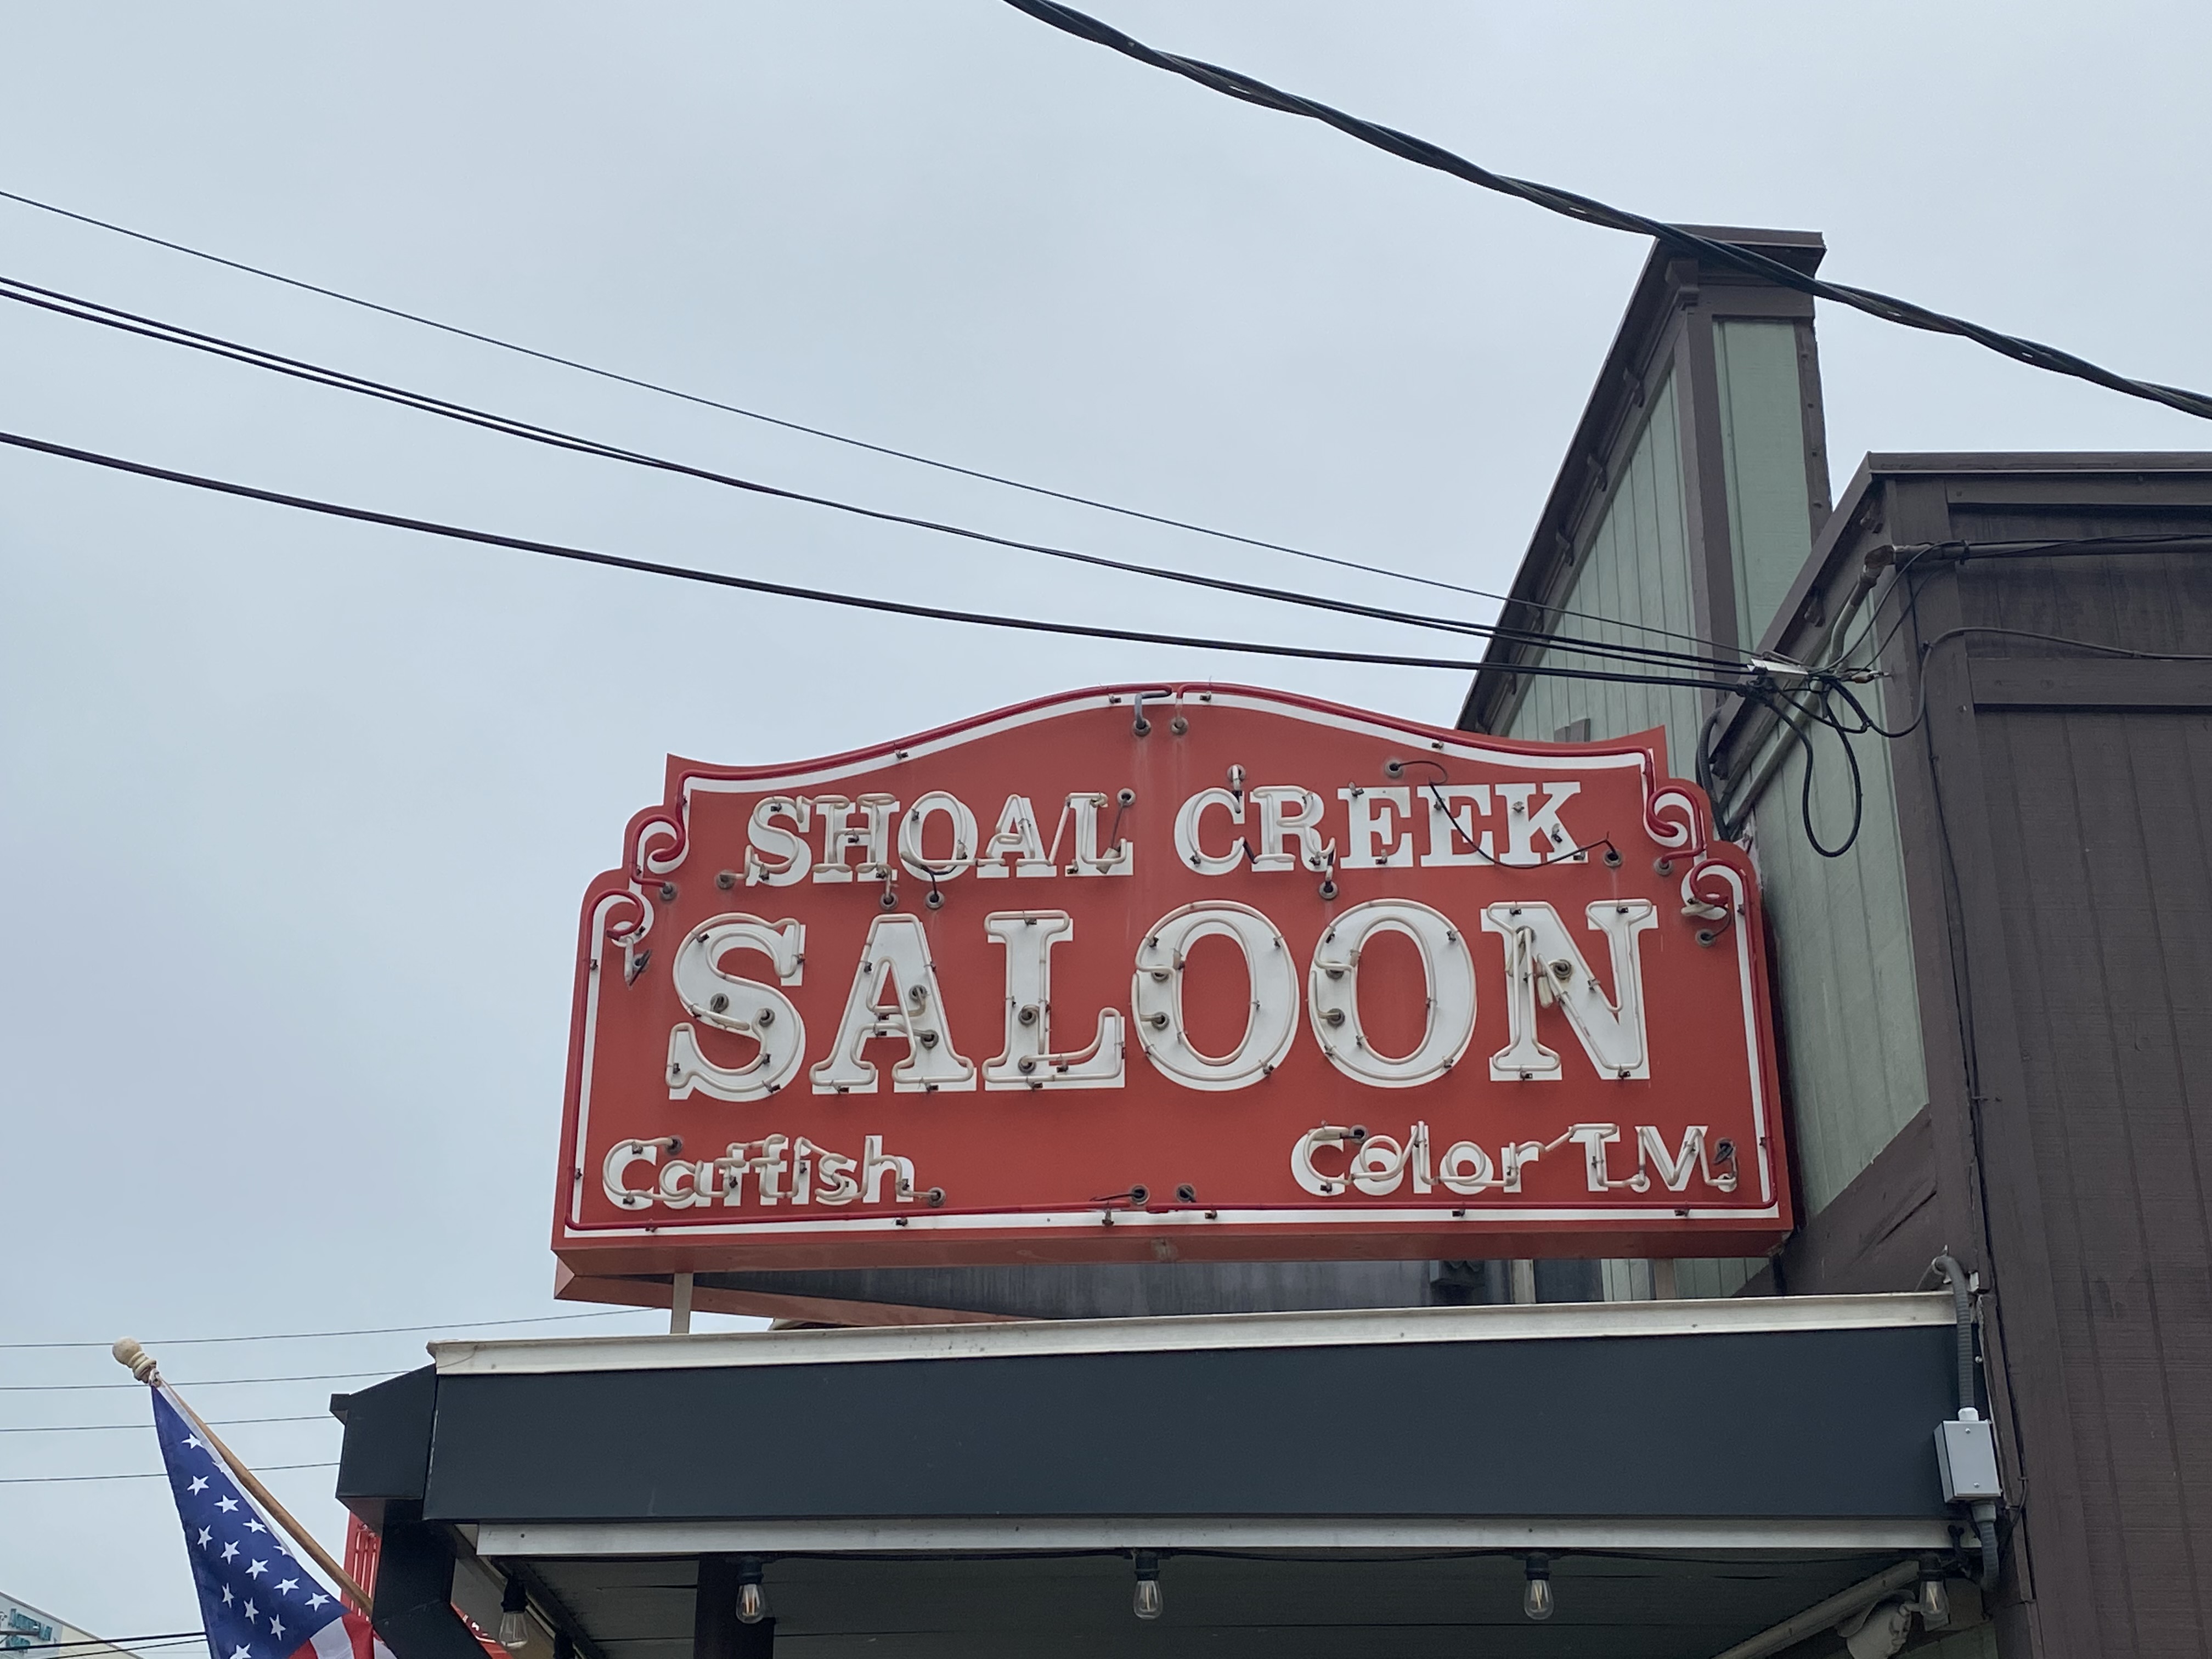 SHOAL CREEK
SALOON
Catfish Color T.V.